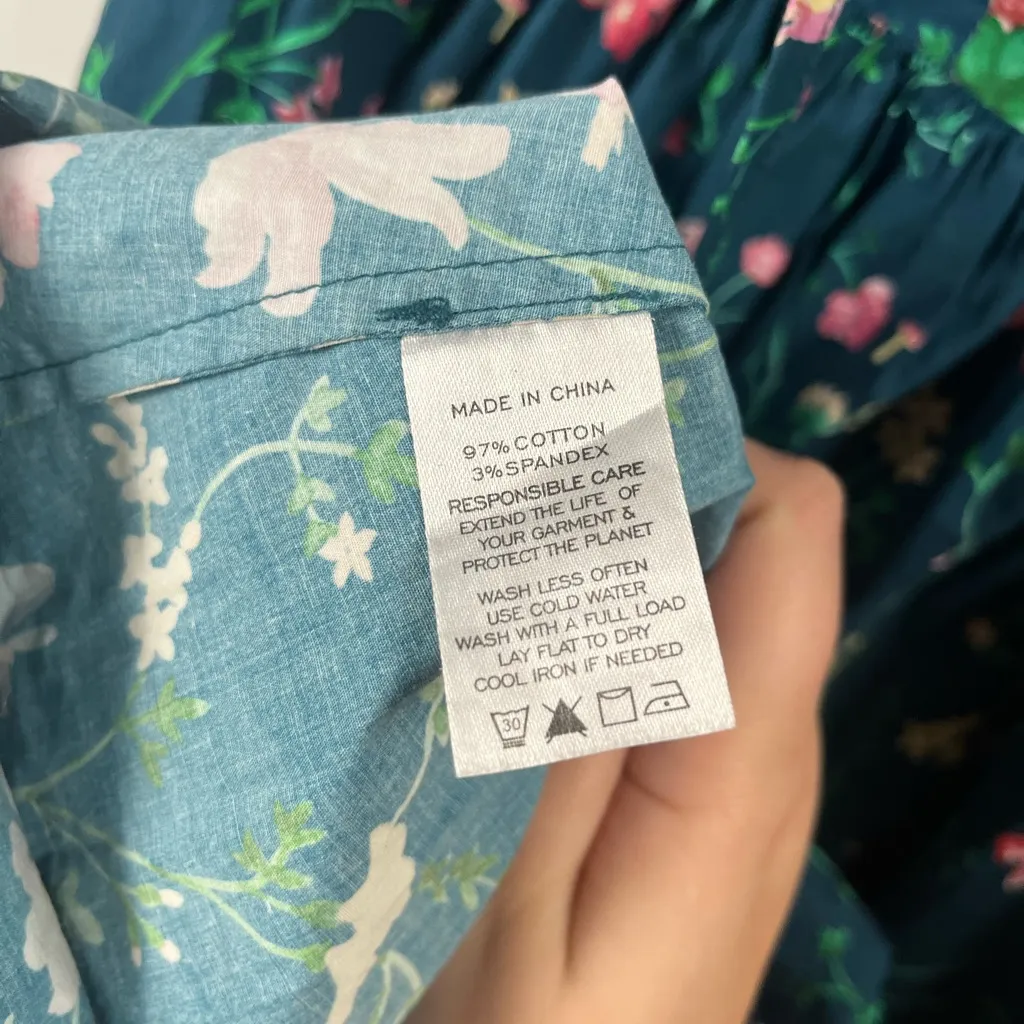 MADE IN CHINA
97% COTTON
3% SPANDEX
RESPONSIBLE CARE
EXTEND THE LIFE OF
YOUR GARMENT &
PROTECT THE PLANET
WASH LESS OFTEN
USE COLD WATER
WASH WITH A FULL LOAD
LAY FLAT TO DRY
COOL IRON IF NEEDED
30